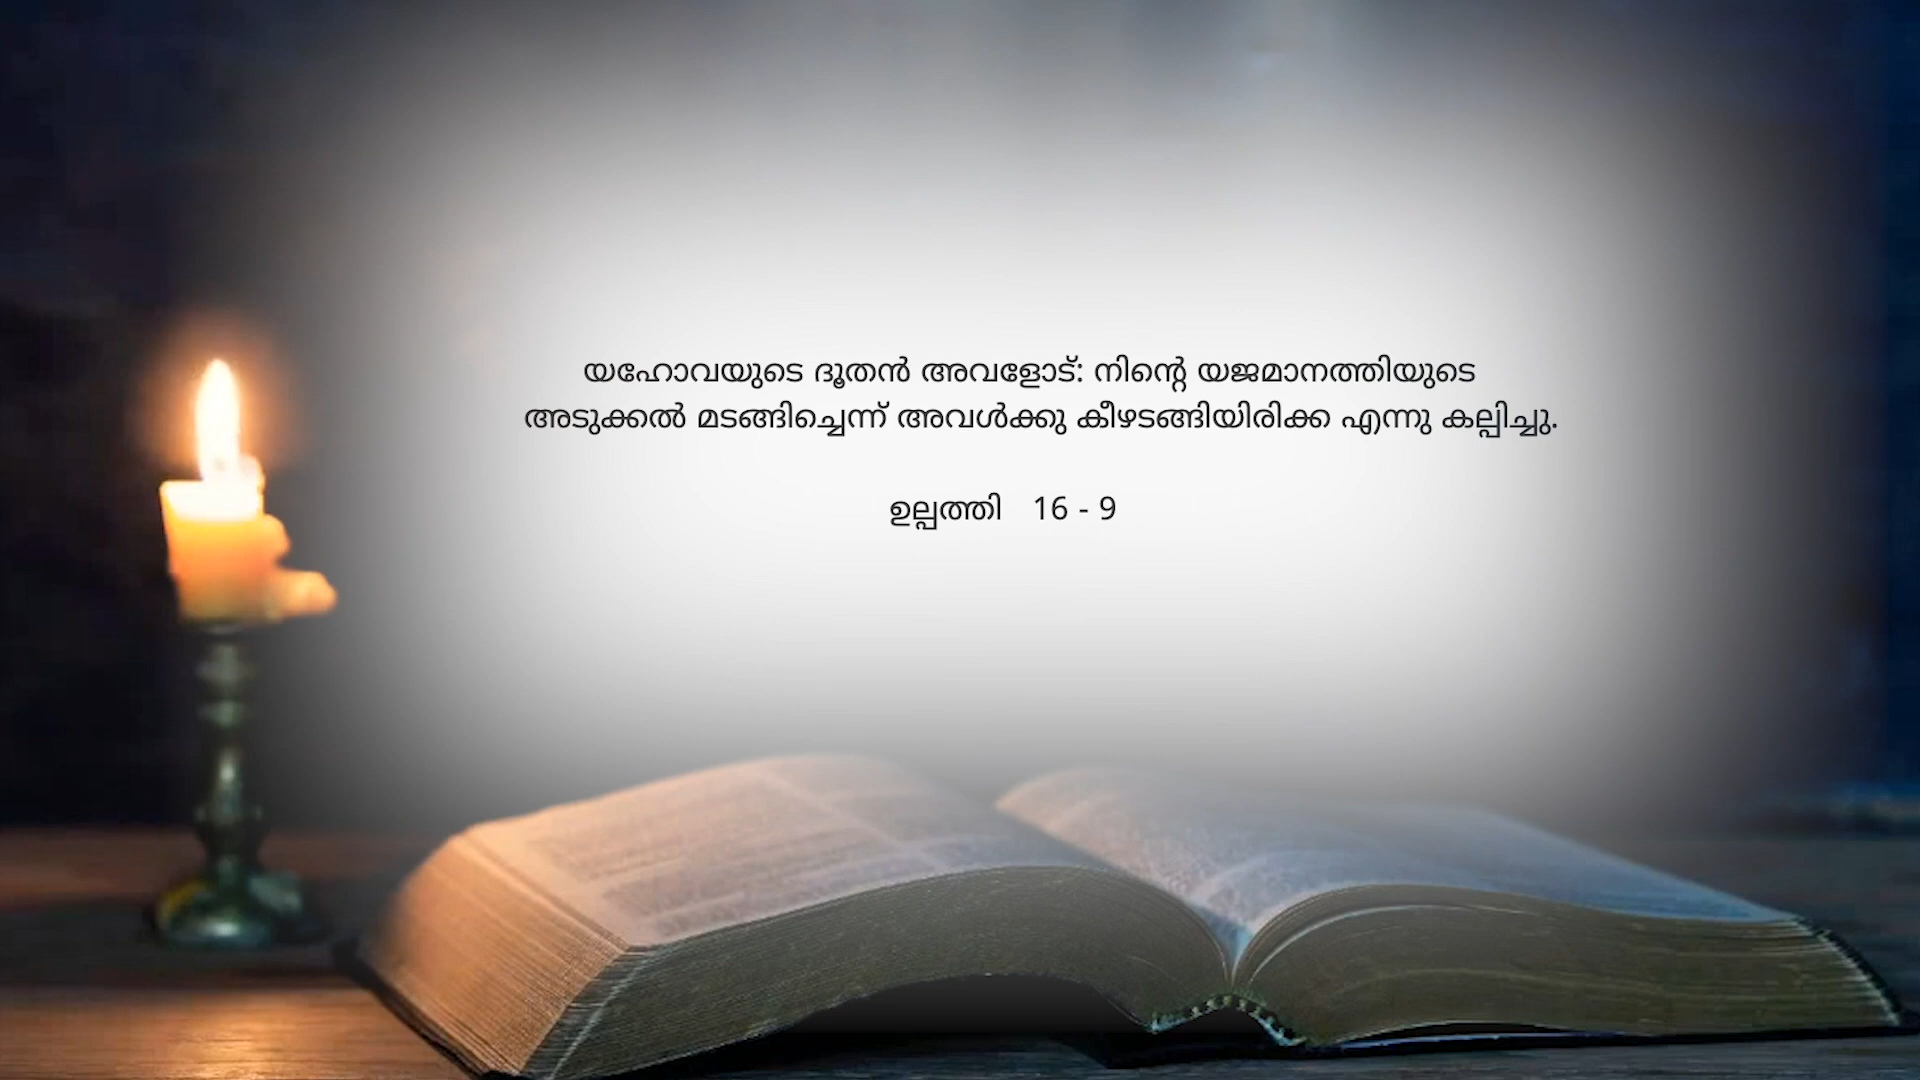 യഹോവയുടെ ദൂതൻ അവളോട്: നിന്റെ യജമാനത്തിയുടെ
അടുക്കൽ മടങ്ങിച്ചെന്ന് അവൾക്കു കീഴടങ്ങിയിരിക്ക എന്നു കല്പിച്ചു.
ഉല്പത്തി 16 - 9